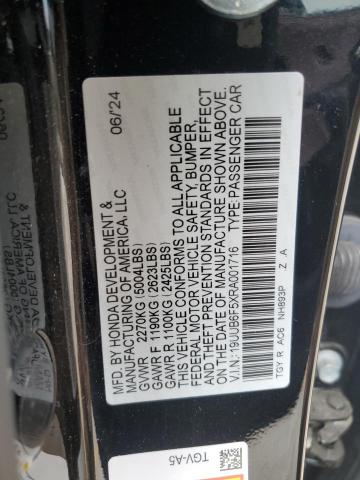 MFD. BY HONDA DEVELOPMENT &
MANUFACTURING OF AMERICA, LLC
06/24
GVWR 2270KG (5004LBS)
GAWR F 1190KG (2623LBS)
GAWR R 1100KG (2425LBS)
THIS VEHICLE CONFORMS TO ALL APPLICABLE
FEDERAL MOTOR VEHICLE SAFETY, BUMPER,
AND THEFT PREVENTION STANDARDS IN EFFECT
ON THE DATE OF MANUFACTURE SHOWN ABOVE.
V.I.N.: 19UUB6F5XRA001716 TYPE: PASSENGER CAR
TGY R AC6 NH893P Z A
TGV-A5